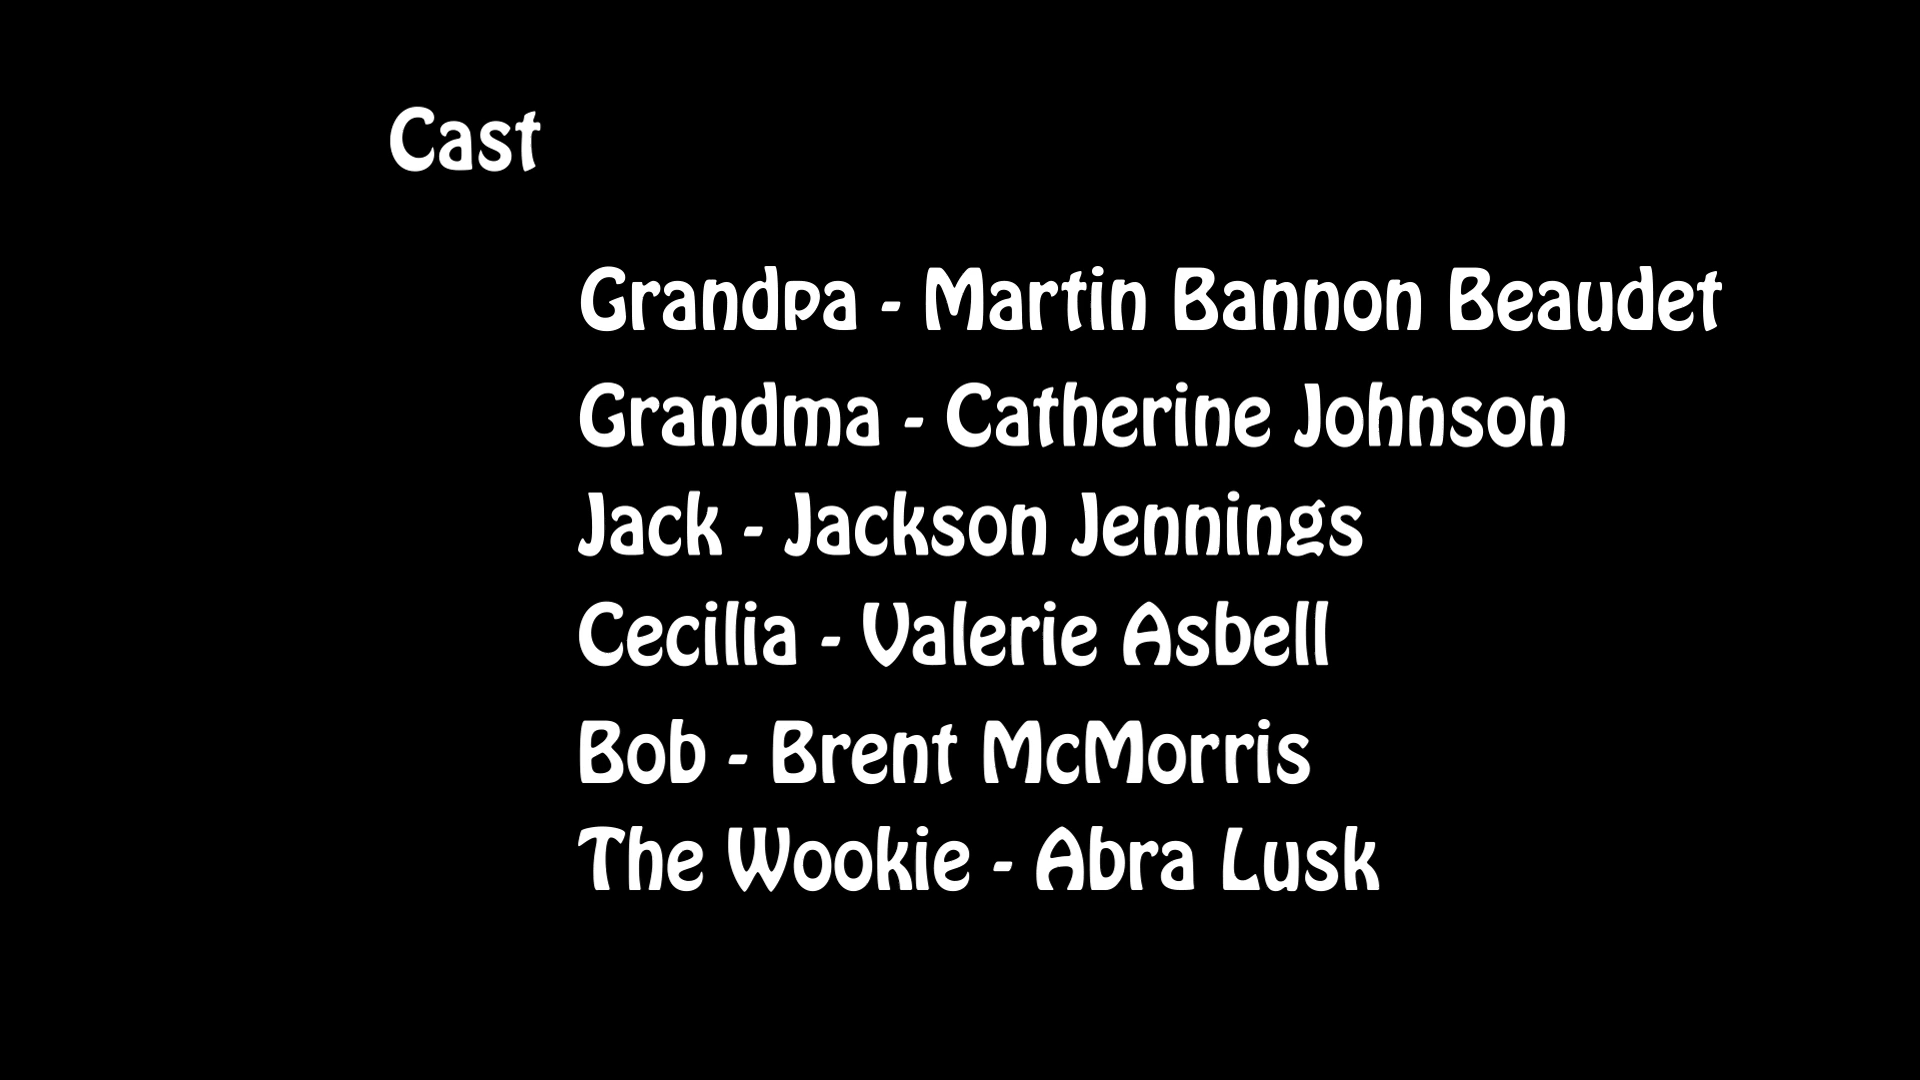 Cast
Grandpa - Martin Bannon Beaudet
Grandma - Catherine Johnson
Jack - Jackson Jennings
Cecilia - Valerie Asbell
Bob - Brent McMorris
The Wookie - Abra Lusk